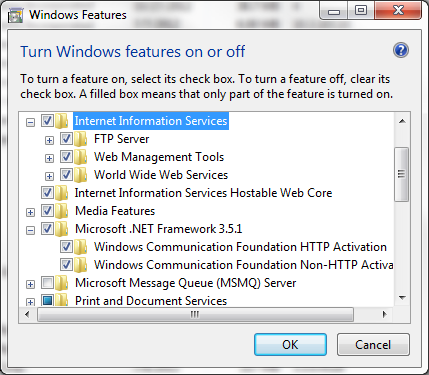 Windows Features
Turn Windows features on or off
To turn a feature on, select its check box. To turn a feature off, clear its
check box. A filled box means that only part of the feature is turned on.
Internet Information Services
FTP Server
Web Management Tools
World Wide Web Services
Internet Information Services Hostable Web Core
Media Features
Microsoft .NET Framework 3.5.1
Windows Communication Foundation HTTP Activation
Windows Communication Foundation Non-HTTP Activa
Microsoft Message Queue (MSMQ) Server
Print and Document Services
OK
Cancel